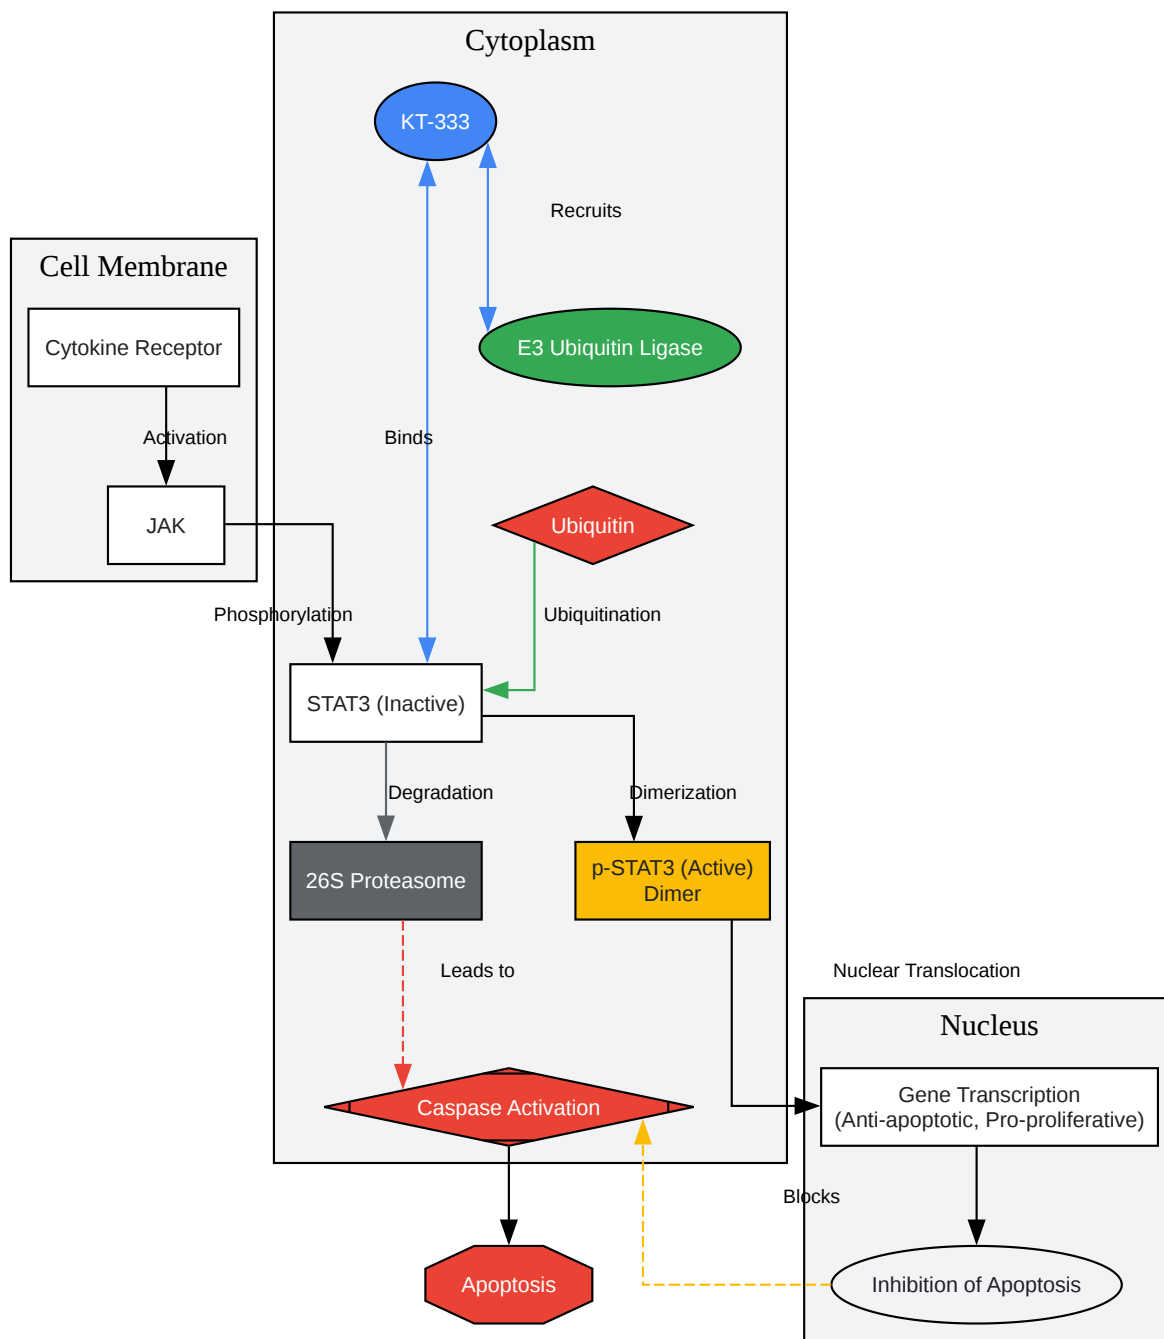 Cytoplasm
KT-333
Recruits
Cell Membrane
Cytokine Receptor
E3 Ubiquitin Ligase
Activation
Binds
JAK
Ubiquitin
Phosphorylation
Ubiquitination
STAT3 (Inactive)
Degradation
Dimerization
26S Proteasome
p-STAT3 (Active)
Dimer
Leads to
Nuclear Translocation
Nucleus
Caspase Activation
Gene Transcription
(Anti-apoptotic, Pro-proliferative)
Blocks
Apoptosis
Inhibition of Apoptosis